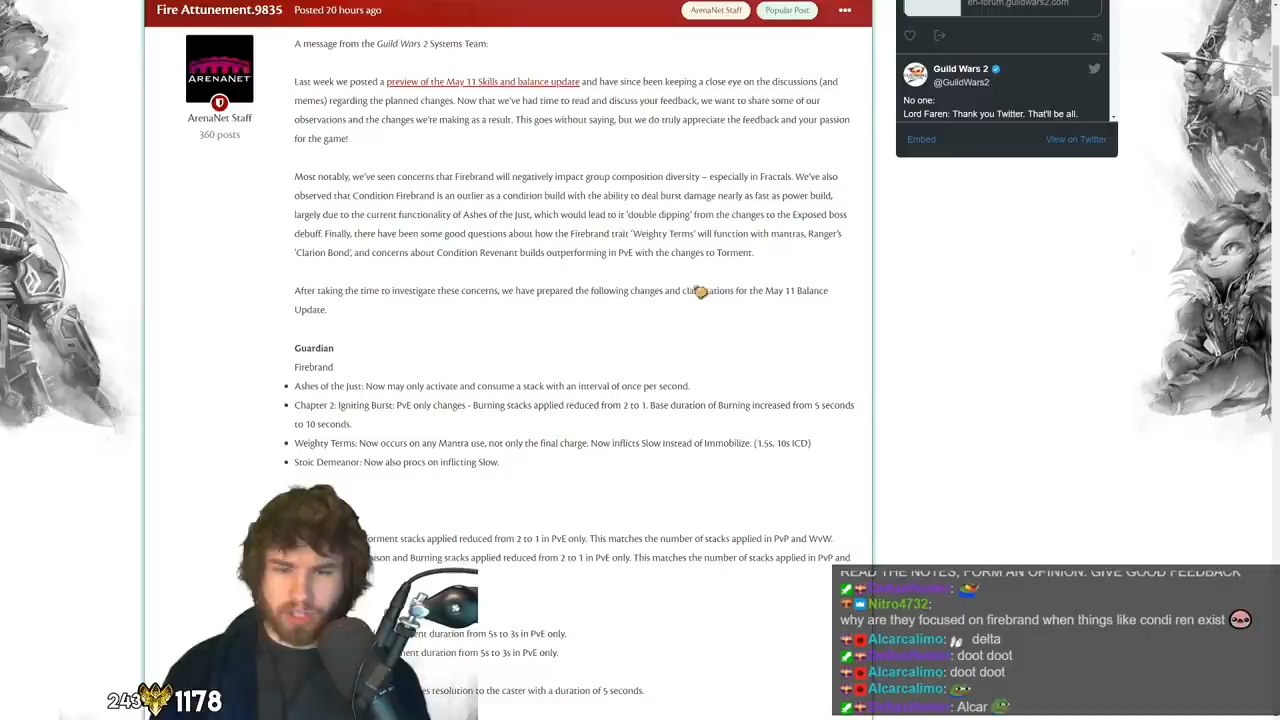 Fire Attunement.9835 Posted 20 hours ago ArenaNet Staff Popular Post •••
ARENANET
ArenaNet Staff
360 posts
A message from the Guild Wars 2 Systems Team:
Last week we posted a preview of the May 11 Skills and balance update and have since been keeping a close eye on the discussions (and
memes) regarding the planned changes. Now that we've had time to read and discuss your feedback, we want to share some of our
observations and the changes we're making as a result. This goes without saying, but we do truly appreciate the feedback and your passion
for the game!
Most notably, we've seen concerns that Firebrand will negatively impact group composition diversity – especially in Fractals. We've also
observed that Condition Firebrand is an outlier as a condition build with the ability to deal burst damage nearly as fast as power build,
largely due to the current functionality of Ashes of the Just, which would lead to it 'double dipping' from the changes to the Exposed boss
debuff. Finally, there have been some good questions about how the Firebrand trait 'Weighty Terms' will function with mantras, Ranger's
'Clarion Bond', and concerns about Condition Revenant builds outperforming in PvE with the changes to Torment.
After taking the time to investigate these concerns, we have prepared the following changes and cla ations for the May 11 Balance
Update.
Guardian
Firebrand
• Ashes of the Just: Now may only activate and consume a stack with an interval of once per second.
• Chapter 2: Igniting Burst: PvE only changes - Burning stacks applied reduced from 2 to 1. Base duration of Burning increased from 5 seconds
to 10 seconds.
• Weighty Terms: Now occurs on any Mantra use, not only the final charge. Now inflicts Slow Instead of Immobilize. (1.5s, 10s ICD)
• Stoic Demeanor: Now also procs on inflicting Slow.
orment stacks applied reduced from 2 to 1 in PvE only. This matches the number of stacks applied in PvP and WvW.
ison and Burning stacks applied reduced from 2 to 1 in PvE only. This matches the number of stacks applied in PvP and
ent duration from 5s to 3s in PvE only.
ent duration from 5s to 3s in PvE only.
es resolution to the caster with a duration of 5 seconds.
en-forum.guildwars2.com
2h
Guild Wars 2
@GuildWars2
No one:
Lord Faren: Thank you Twitter. That'll be all.
Embed View on Twitter
READ THE NOTES, FORM AN OPINION. GIVE GOOD FEEDBACK
Nitro4732:
why are they focused on firebrand when things like condi ren exist
Alcarcalimo: delta
: doot doot
Alcarcalimo: doot doot
Alcarcalimo:
: Alcar
243 1178